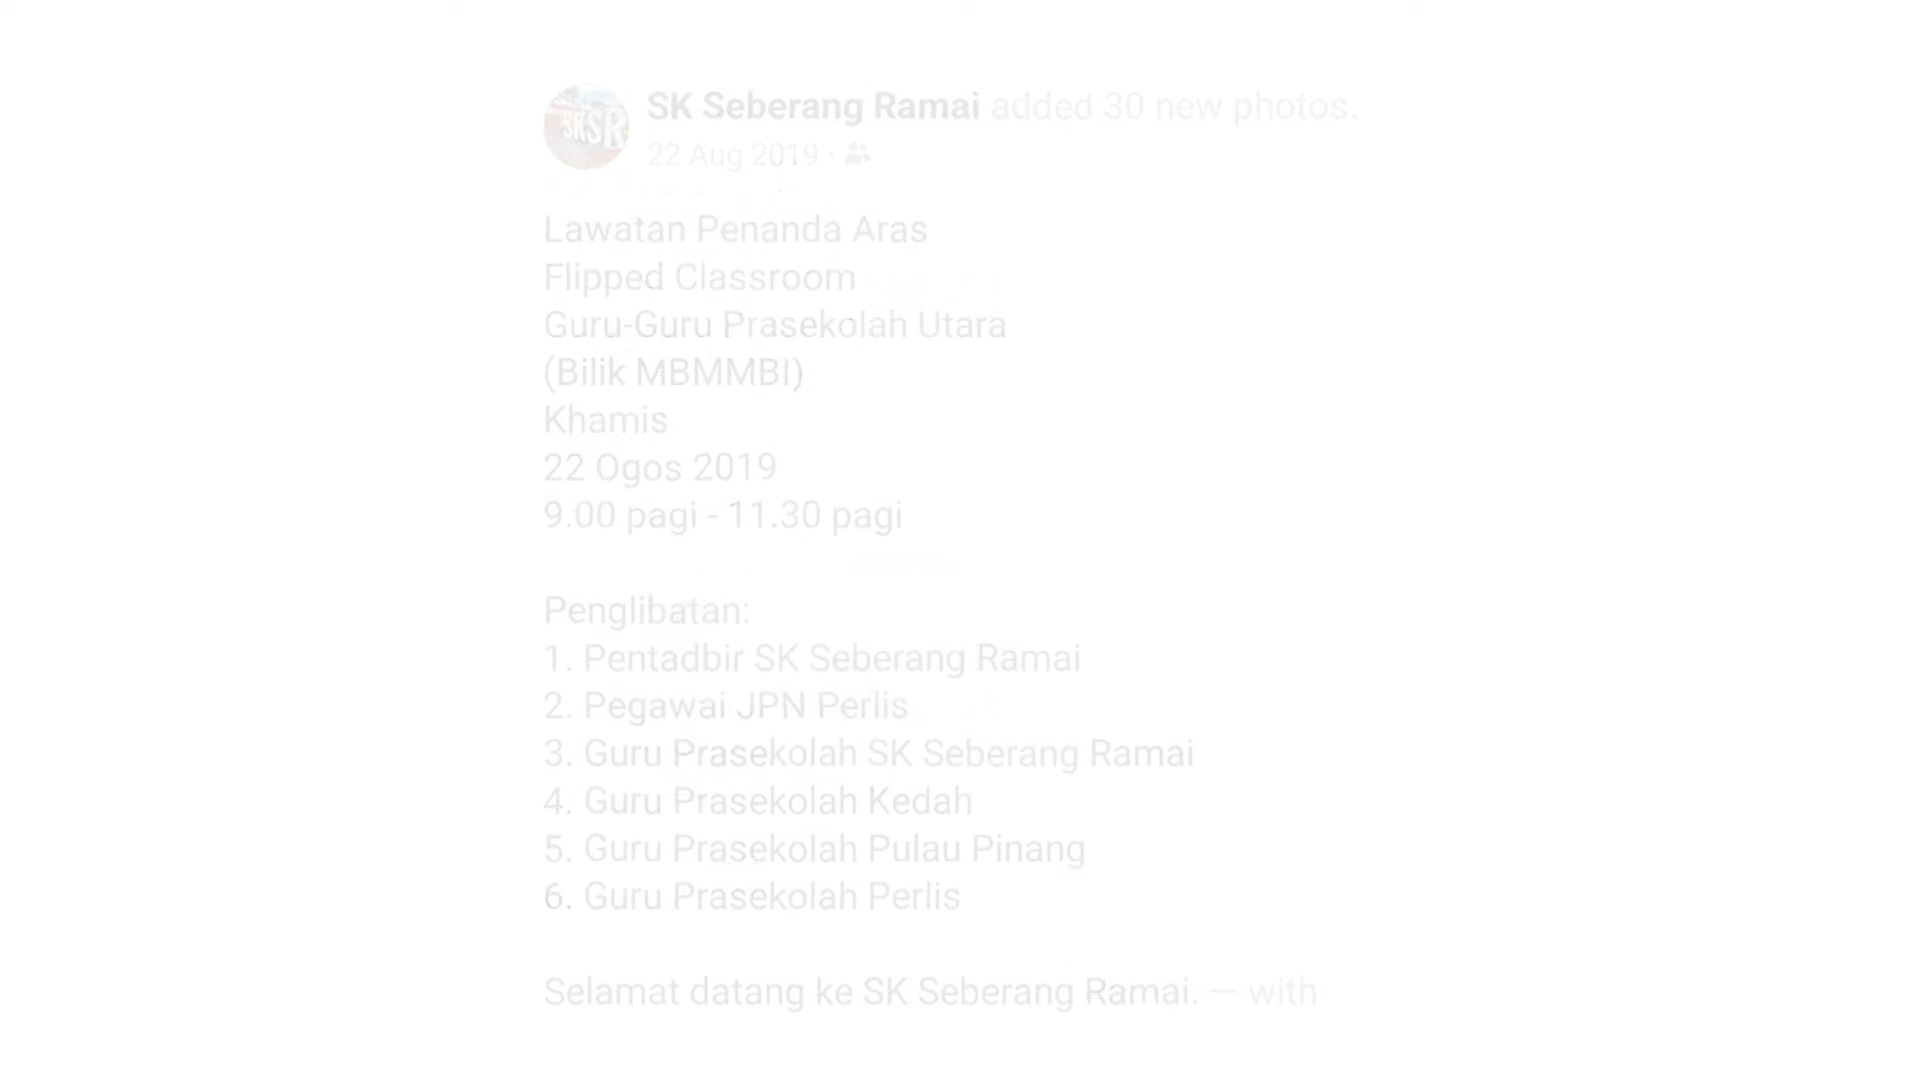 SKSB
SK Seberang Ramai added 30 new photos.
22 Aug 2019 ·
Lawatan Penanda Aras
Flipped Classroom
Guru-Guru Prasekolah Utara
(Bilik MBMMBI)
Khamis
22 Ogos 2019
9.00 pagi - 11.30 pagi
Penglibatan:
1. Pentadbir SK Seberang Ramai
2. Pegawai JPN Perlis
3. Guru Prasekolah SK Seberang Ramai
4. Guru Prasekolah Kedah
5. Guru Prasekolah Pulau Pinang
6. Guru Prasekolah Perlis
Selamat datang ke SK Seberang Ramai. — with